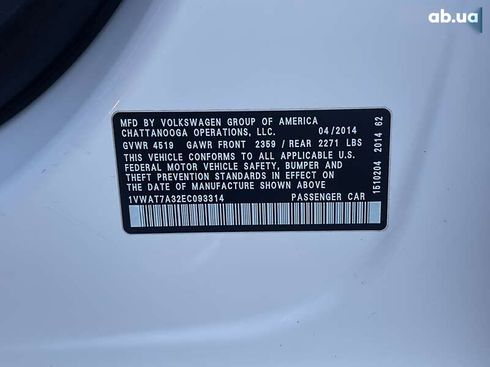 ab.ua
MFD BY VOLKSWAGEN GROUP OF AMERICA
CHATTANOOGA OPERATIONS, LLC. 04/2014
GVWR 4519 GAWR FRONT 2359 / REAR 2271 LBS
THIS VEHICLE CONFORMS TO ALL APPLICABLE U.S.
FEDERAL MOTOR VEHICLE SAFETY, BUMPER AND
THEFT PREVENTION STANDARDS IN EFFECT ON
THE DATE OF MANUFACTURE SHOWN ABOVE
1VWAT7A32EC093314 PASSENGER CAR
1510204 2014 62